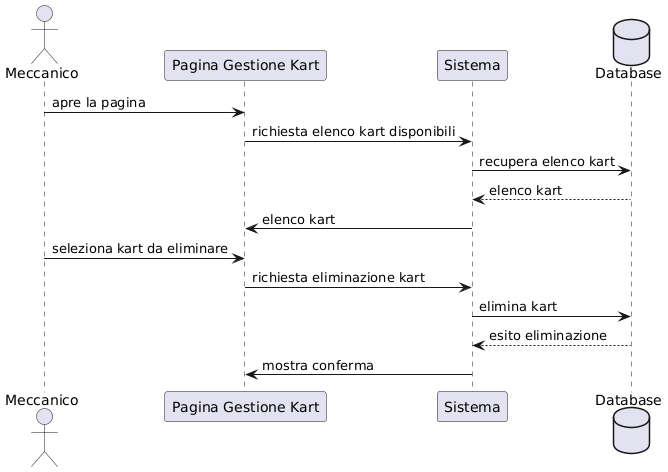 Meccanico
Pagina Gestione Kart
Sistema
Database
apre la pagina
richiesta elenco kart disponibili
recupera elenco kart
elenco kart
elenco kart
seleziona kart da eliminare
richiesta eliminazione kart
elimina kart
esito eliminazione
mostra conferma
Meccanico
Pagina Gestione Kart
Sistema
Database